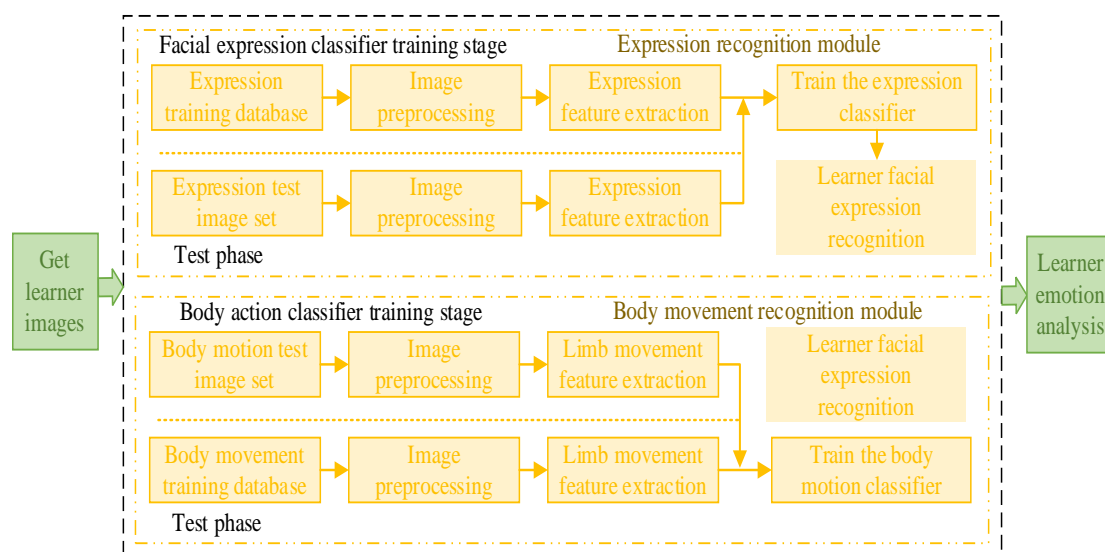 Facial expression classifier training stage
Expression recognition module
Expression
training database
Image
preprocessing
Expression
feature extraction
Train the expression
classifier
Expression test
image set
Image
preprocessing
Expression
feature extraction
Learner facial
expression
recognition
Test phase
Get
learner
images
Learner
emotion
analysis
Body action classifier training stage
Body movement recognition module
Body motion test
image set
Image
preprocessing
Limb movement
feature extraction
Learner facial
expression
recognition
Body movement
training database
Image
preprocessing
Limb movement
feature extraction
Train the body
motion classifier
Test phase